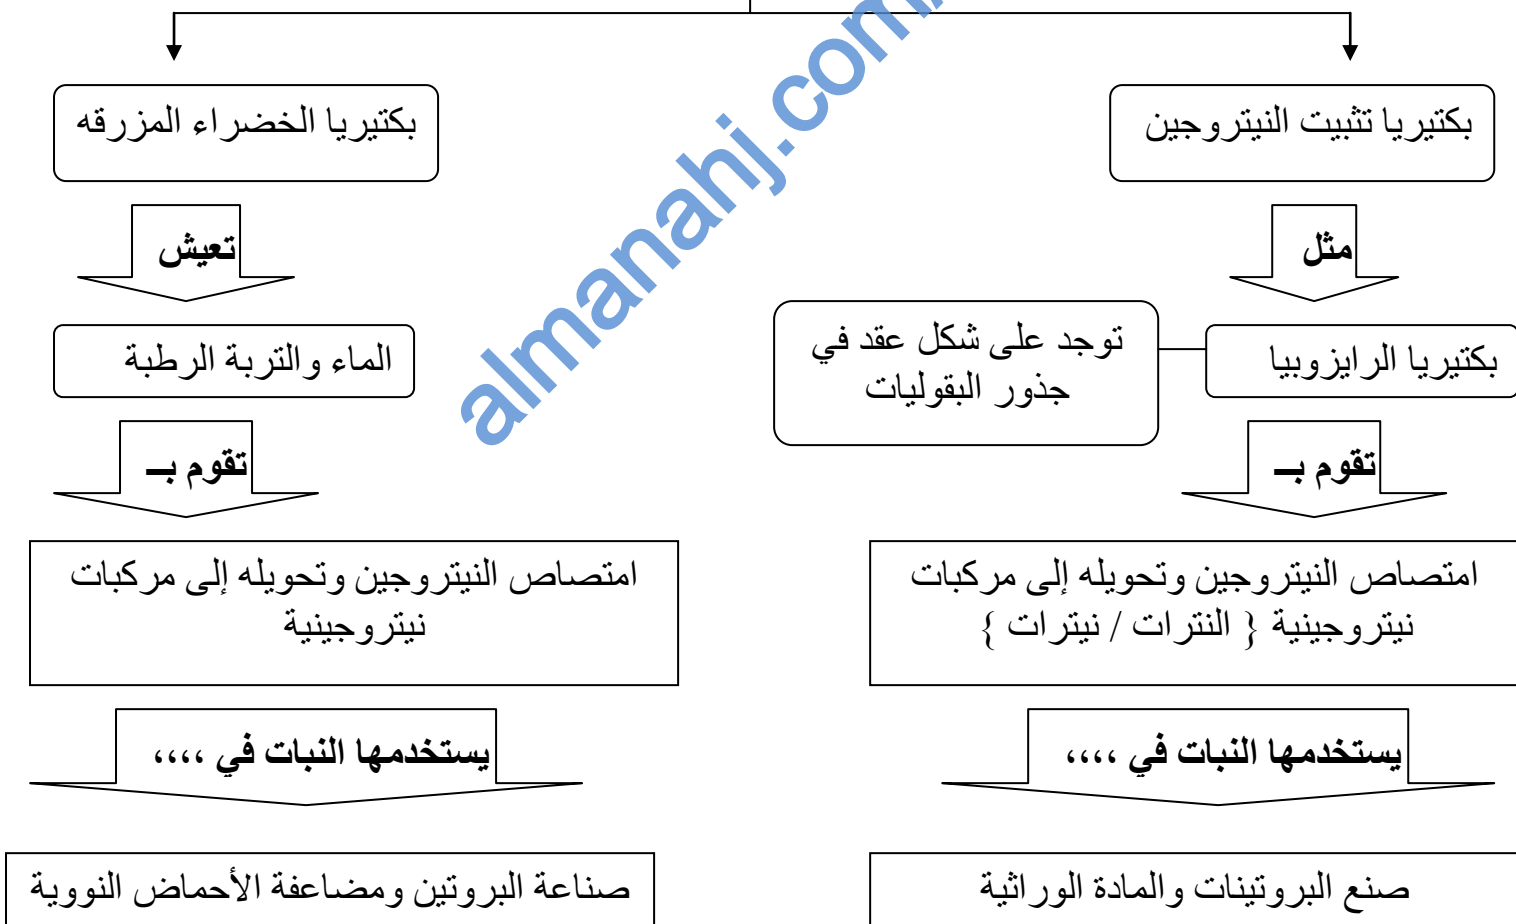 بكتيريا تثبيت النيتروجين
بكتيريا الخضراء المزرقه
مثل
تعيش
بكتيريا الرايزوبيا
توجد على شكل عقد في
جذور البقوليات
الماء والتربة الرطبة
تقوم بـ
تقوم بـ
امتصاص النيتروجين وتحويله إلى مركبات
نيتروجينية { النترات / نيترات }
امتصاص النيتروجين وتحويله إلى مركبات
نيتروجينية
يستخدمها النبات في ،،،،
يستخدمها النبات في ،،،،
صنع البروتينات والمادة الوراثية
صناعة البروتين ومضاعفة الأحماض النووية
almanahj.com/